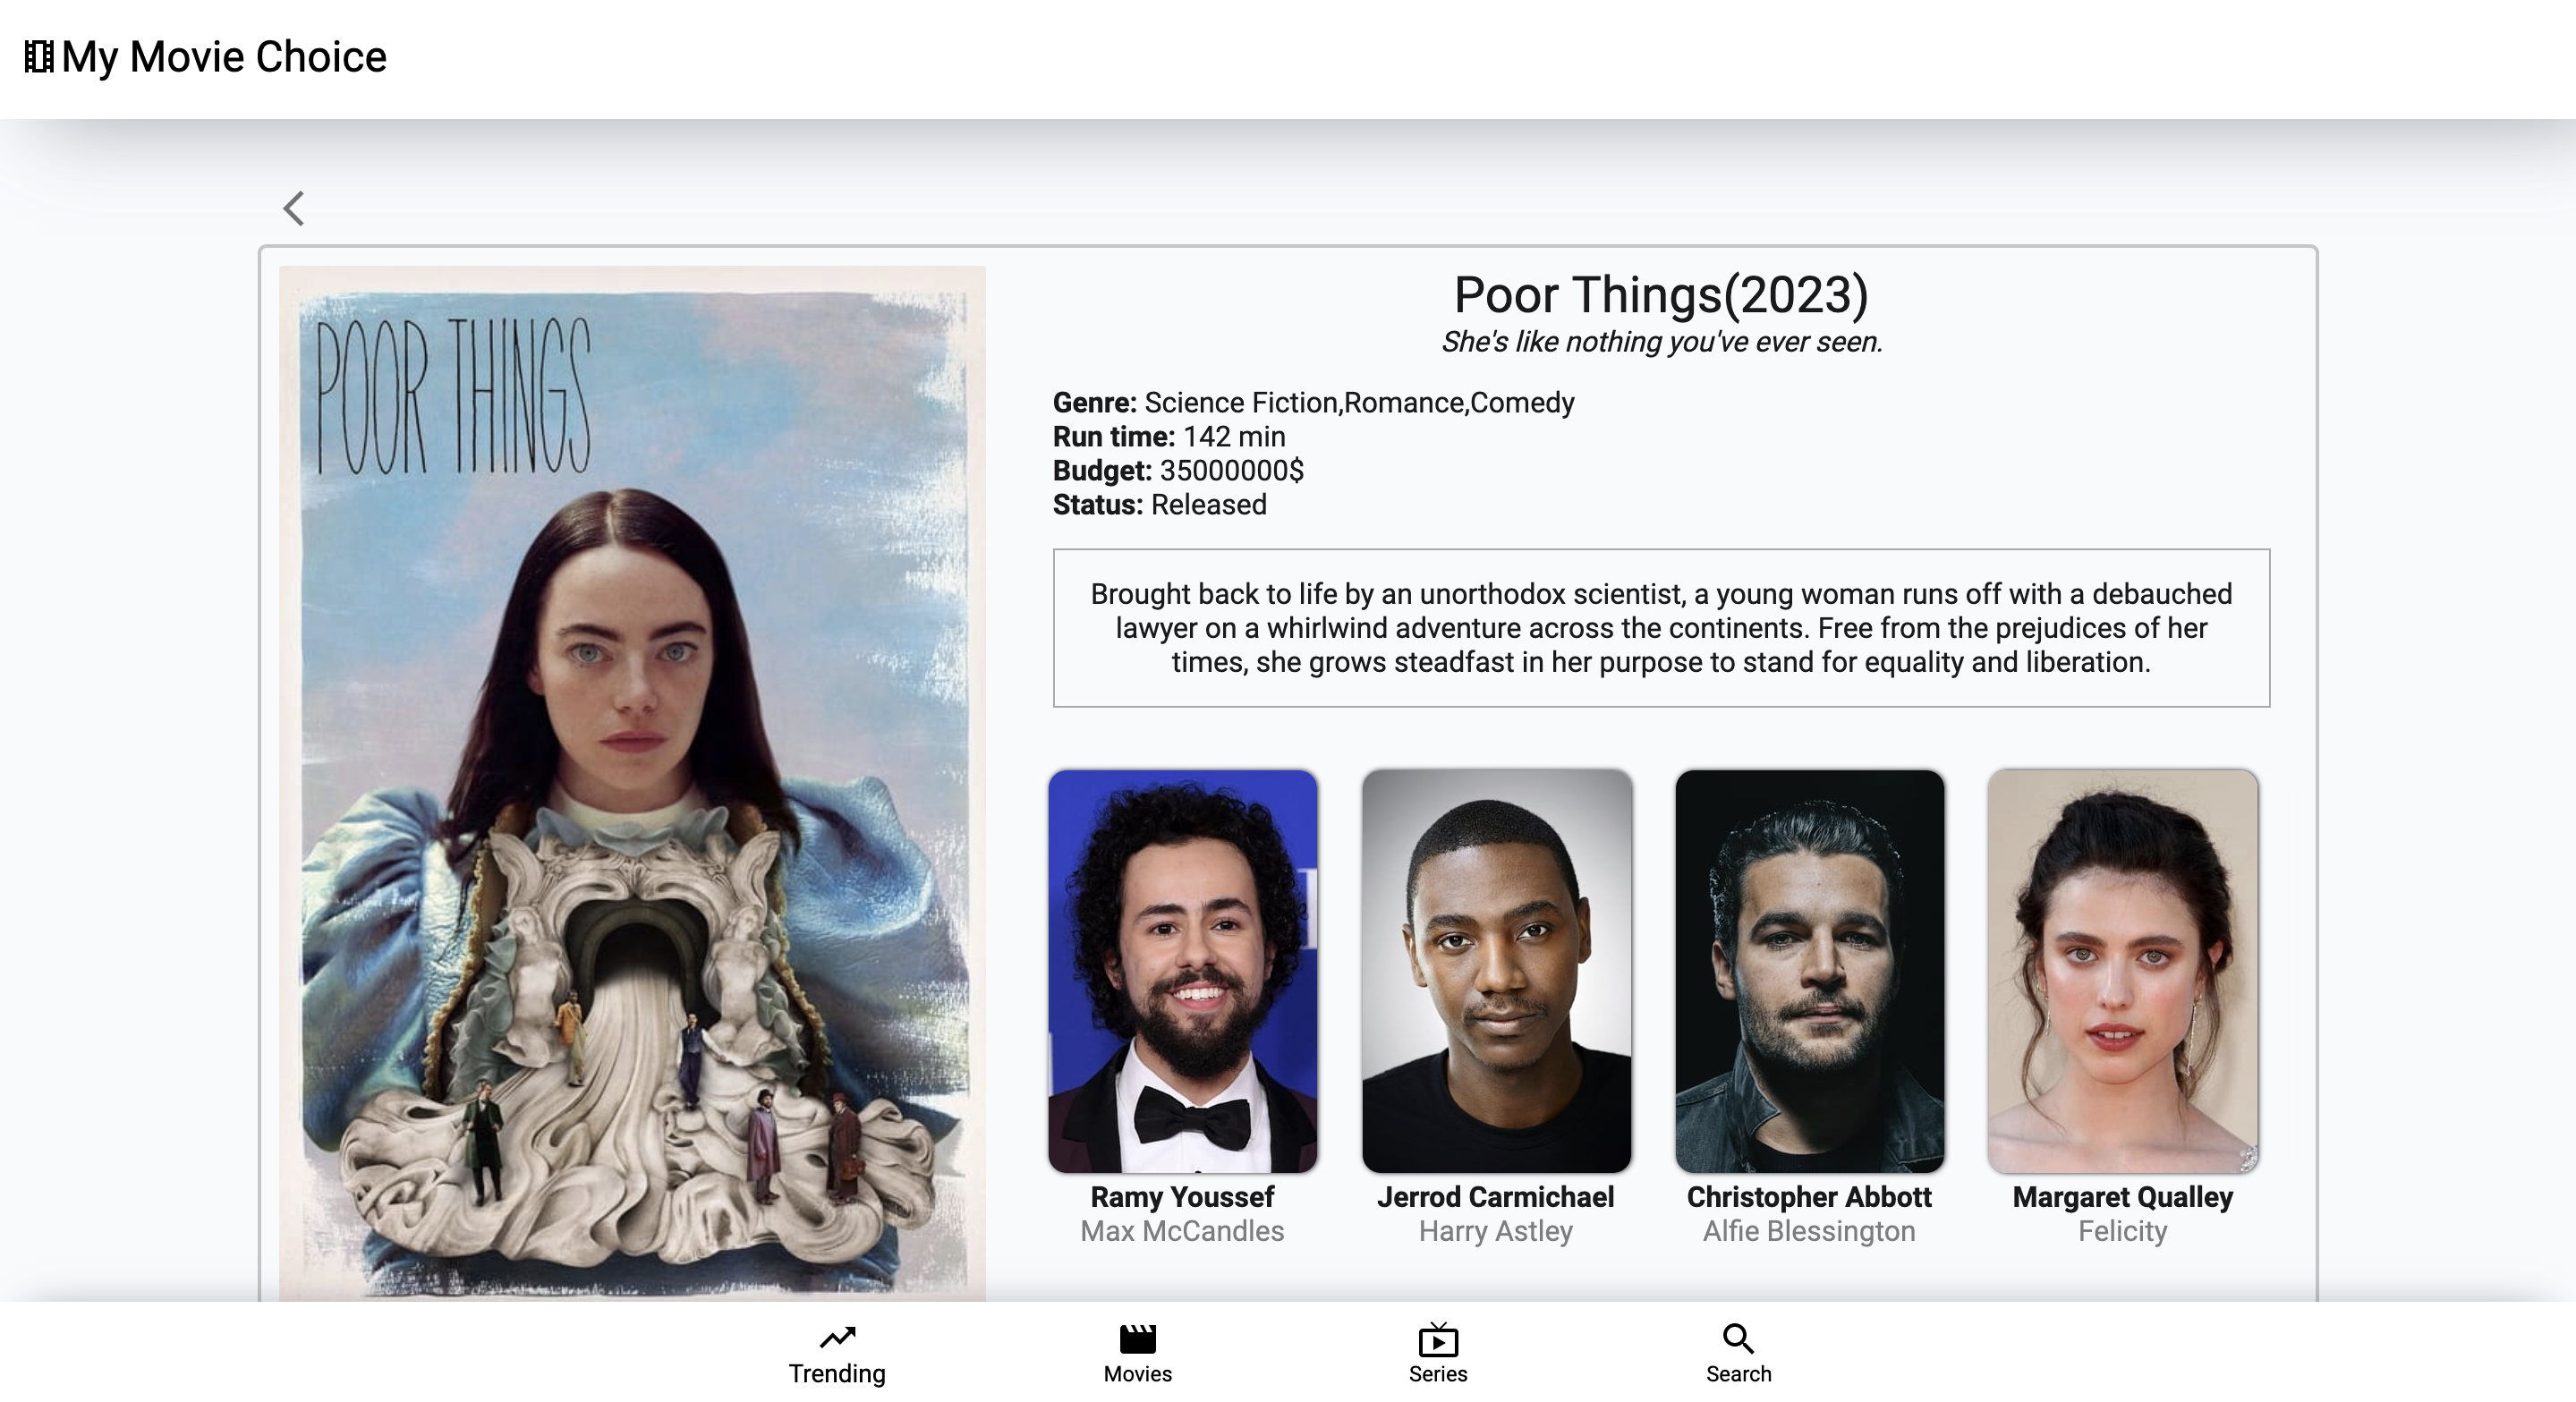 My Movie Choice
POOR THINGS
Poor Things(2023)
She's like nothing you've ever seen.
Genre: Science Fiction,Romance,Comedy
Run time: 142 min
Budget: 35000000$
Status: Released
Brought back to life by an unorthodox scientist, a young woman runs off with a debauched
lawyer on a whirlwind adventure across the continents. Free from the prejudices of her
times, she grows steadfast in her purpose to stand for equality and liberation.
Ramy Youssef
Max McCandles
Jerrod Carmichael
Harry Astley
Christopher Abbott
Alfie Blessington
Margaret Qualley
Felicity
Trending
Movies
Series
Search